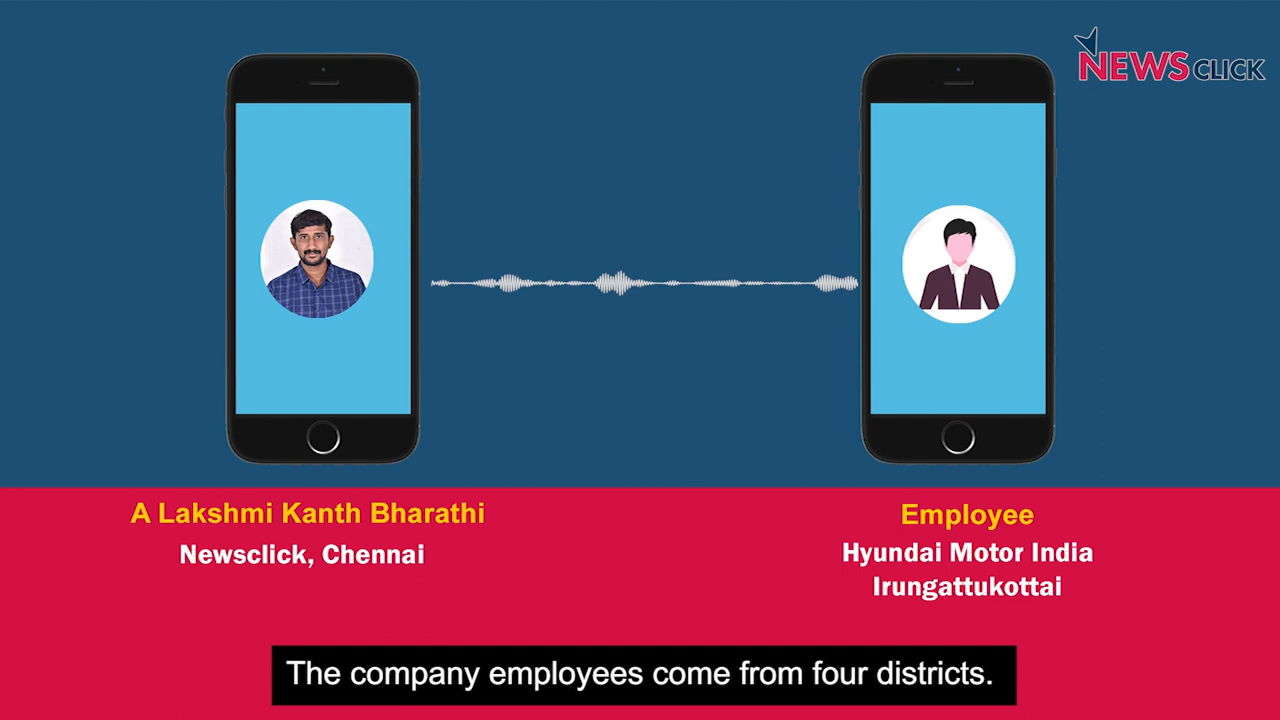 NEWSCLICK
A Lakshmi Kanth Bharathi
Newsclick, Chennai
Employee
Hyundai Motor India
Irungattukottai
The company employees come from four districts.